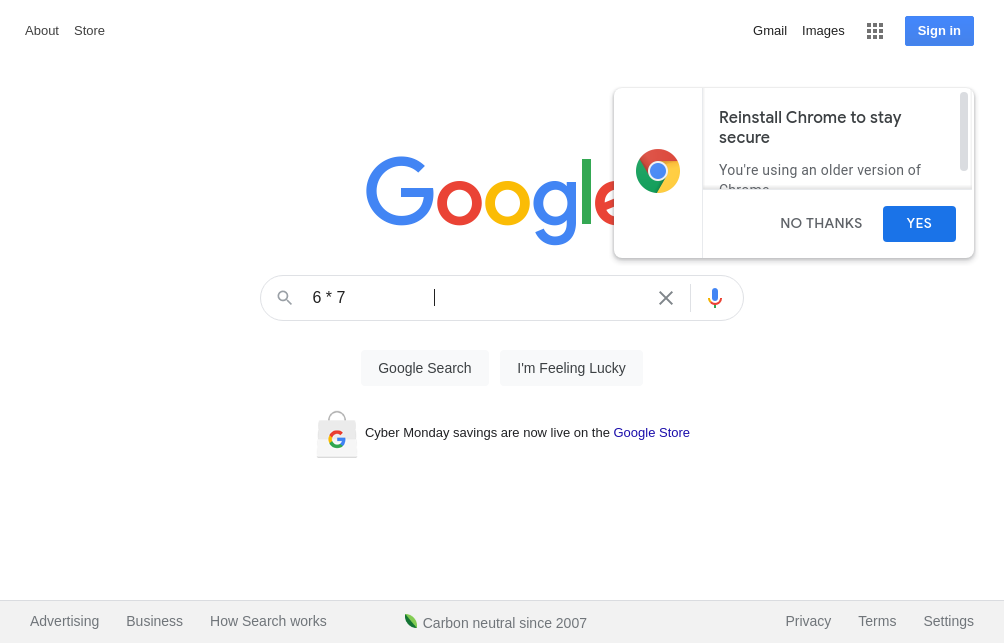 About Store
Gmail Images
Sign in
Reinstall Chrome to stay
secure
You're using an older version of
Chrome
NO THANKS YES
Google
6 * 7
Google Search I'm Feeling Lucky
Cyber Monday savings are now live on the Google Store
Advertising Business How Search works
Carbon neutral since 2007
Privacy Terms Settings